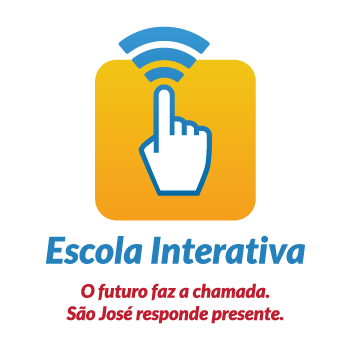 Escola Interativa
O futuro faz a chamada.
São José responde presente.